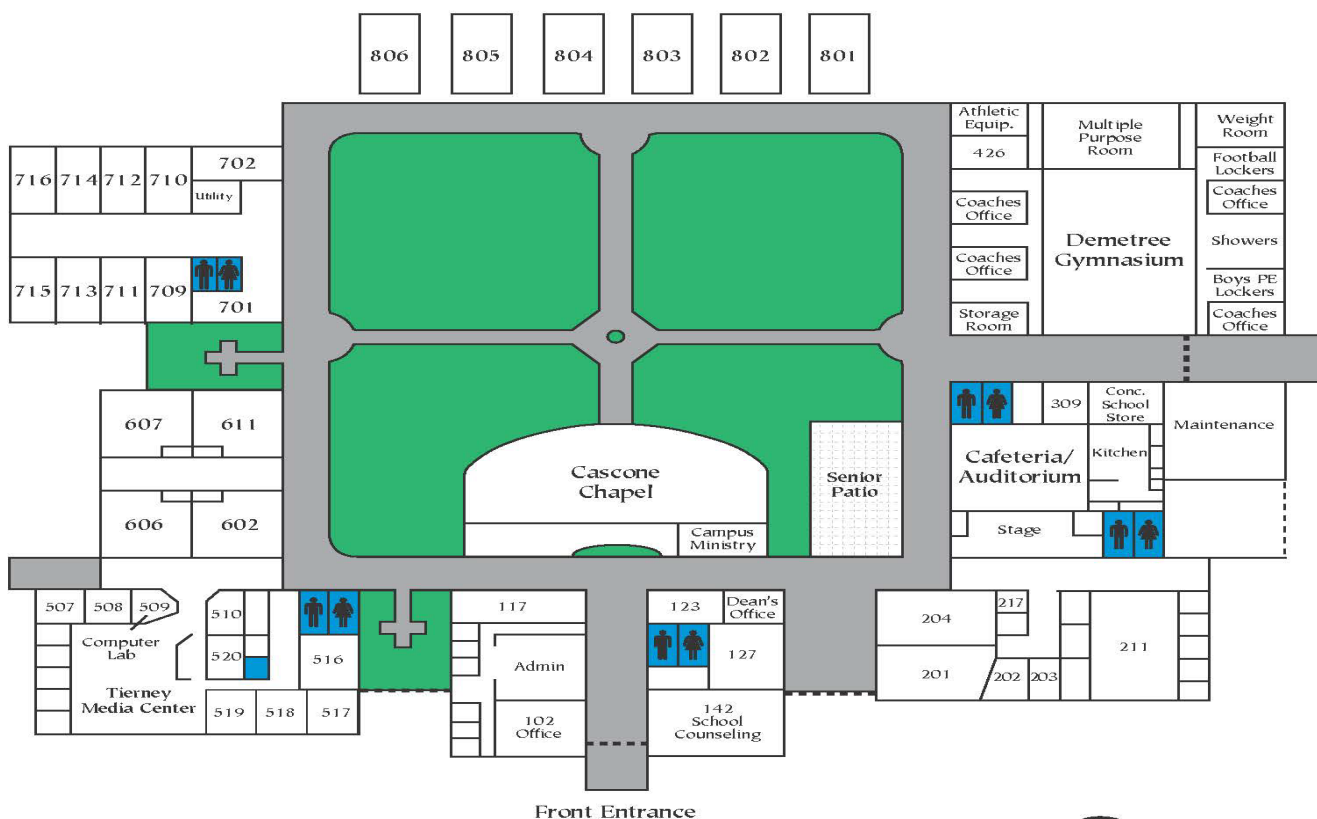 806
805
804
803
802
801
Athletic
Equip.
426
Multiple
Purpose
Room
Weight
Room
Football
Lockers
Coaches
Office
716
714
712
710
702
Utility
Coaches
Office
Demetree
Gymnasium
Showers
Coaches
Office
Boys PE
Lockers
715
713
711
709
701
Storage
Room
Coaches
Office
607
611
309
Conc.
School
Store
Maintenance
Cafeteria/
Auditorium
Kitchen
Cascone
Chapel
Senior
Patio
606
602
Campus
Ministry
Stage
507
508
509
510
117
123
Dean's
Office
204
217
211
Computer
Lab
520
516
Admin
127
201
202
203
Tierney
Media Center
519
518
517
102
Office
142
School
Counseling
Front Entrance